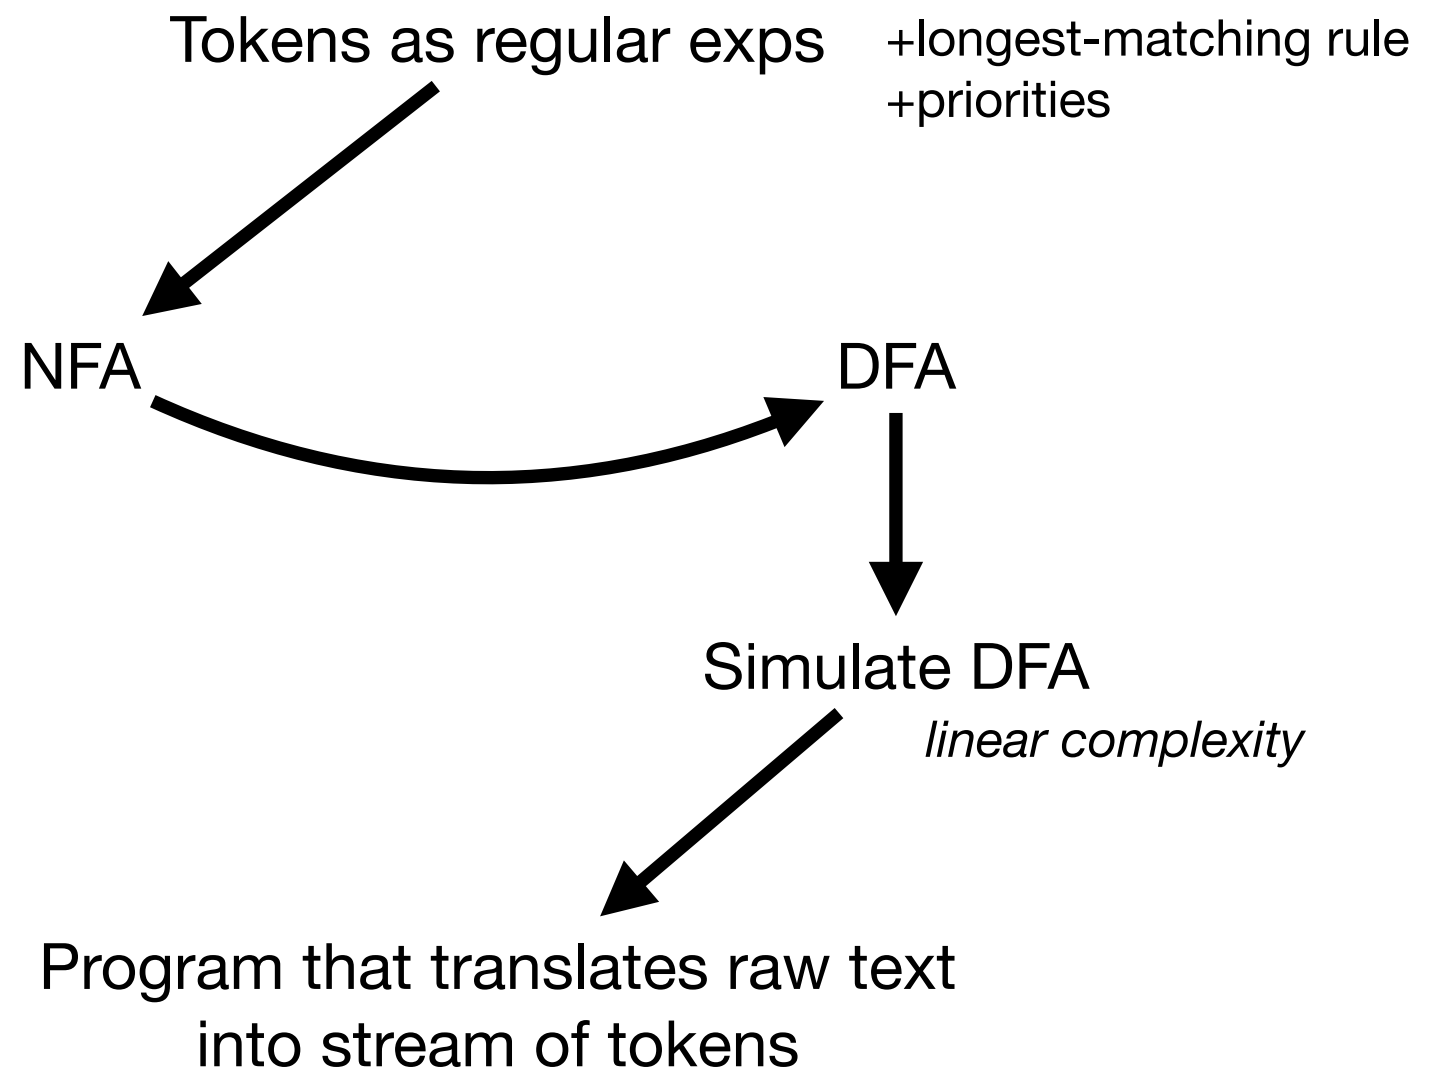 Tokens as regular exps
+longest-matching rule
+priorities
NFA
DFA
Simulate DFA
linear complexity
Program that translates raw text
into stream of tokens